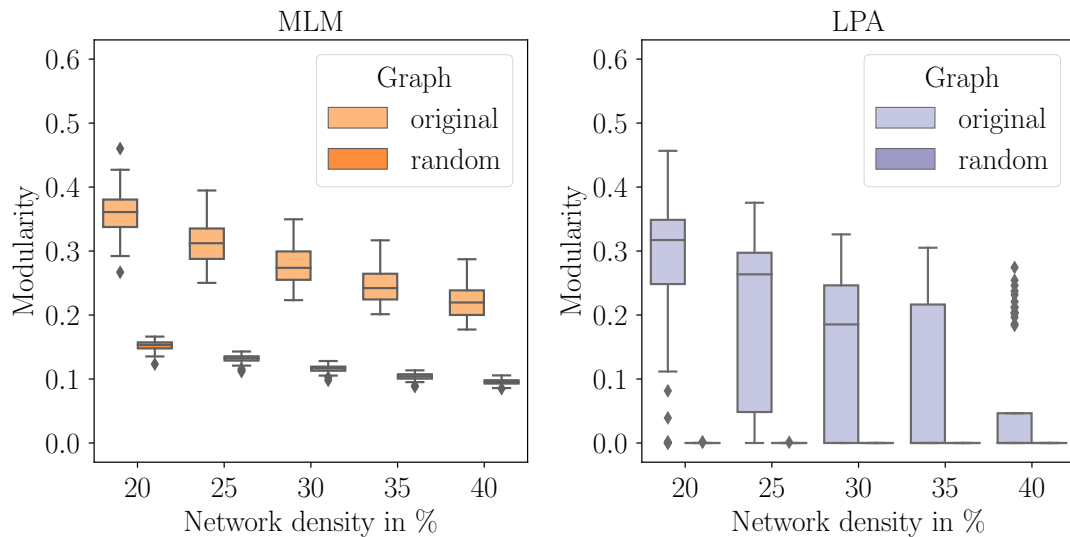 MLM
Modularity
0.6
0.5
0.4
0.3
0.2
0.1
0.0
Graph
original
random
20 25 30 35 40
Network density in %
LPA
Modularity
0.6
0.5
0.4
0.3
0.2
0.1
0.0
Graph
original
random
20 25 30 35 40
Network density in %